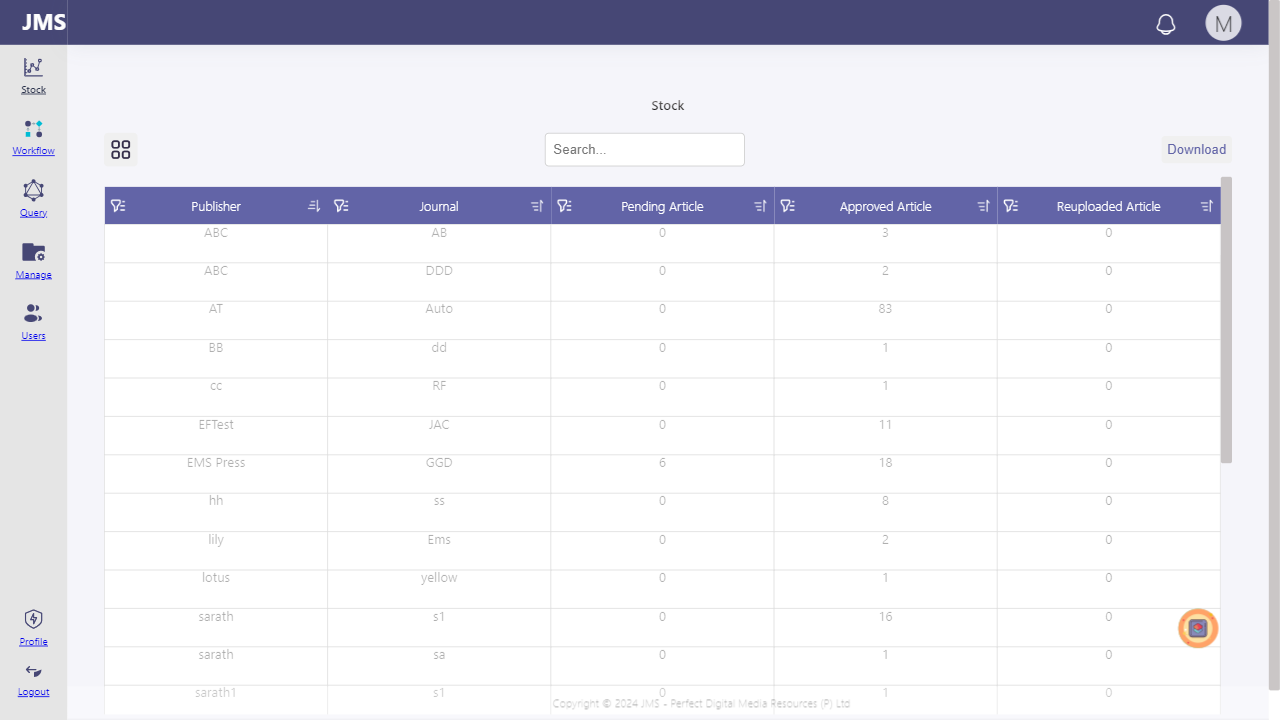 JMS
M
Stock
Workflow
Query
Manage
Users
Profile
Logout
Stock
Search...
Download
Publisher Journal Pending Article Approved Article Reuploaded Article
ABC AB 0 3 0
ABC DDD 0 2 0
AT Auto 0 83 0
BB dd 0 1 0
cc RF 0 1 0
EFTest JAC 0 11 0
EMS Press GGD 6 18 0
hh ss 0 8 0
lily Ems 0 2 0
lotus yellow 0 1 0
sarath s1 0 16 0
sarath sa 0 1 0
sarath1 s1 0 1 0
Copyright © 2024 JMS - Perfect Digital Media Resources (P) Ltd